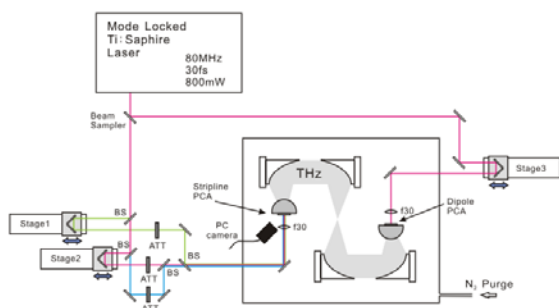 Mode Locked
Ti:Saphire
Laser
80MHz
30fs
800mW
Beam
Sampler
THz
Stripline
PCA
Stage3
f30
Dipole
PCA
PC
camera
f30
Stage1
BS
ATT
BS
Stage2
BS
ATT
BS
ATT
N₂ Purge